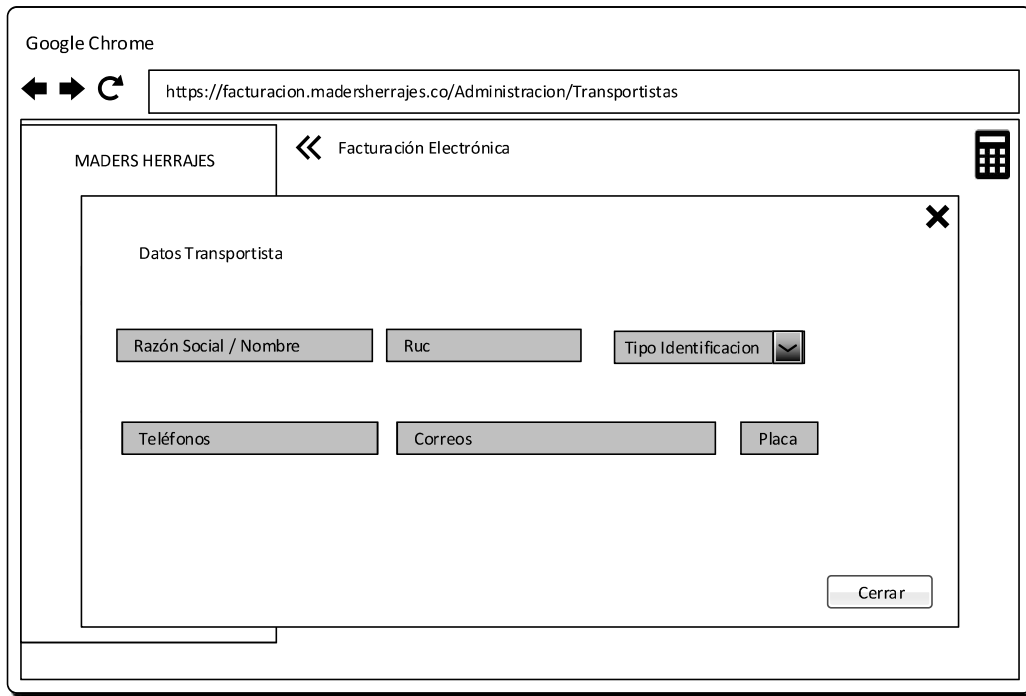 Google Chrome
https://facturacion.madersherrajes.co/Administracion/Transportistas
MADERS HERRAJES
Facturación Electrónica
Datos Transportista
Razón Social / Nombre
Ruc
Tipo Identificacion
Teléfonos
Correos
Placa
Cerrar